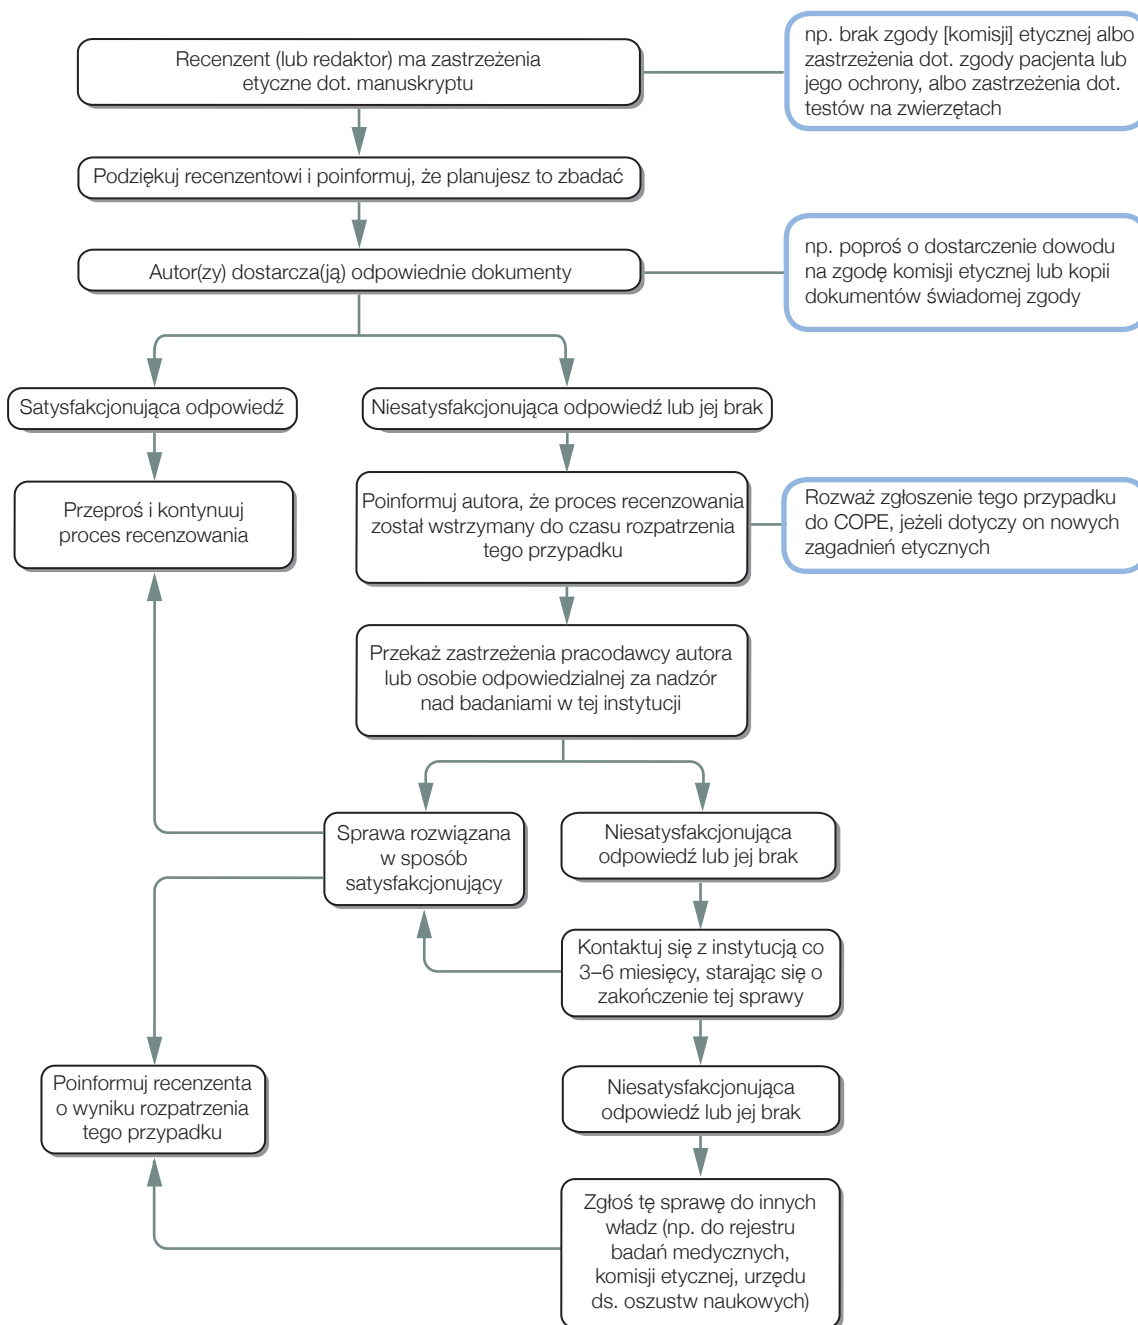 Recenzent (lub redaktor) ma zastrzeżenia
etyczne dot. manuskryptu
np. brak zgody [komisji] etycznej albo
zastrzeżenia dot. zgody pacjenta lub
jego ochrony, albo zastrzeżenia dot.
testów na zwierzętach
Podziękuj recenzentowi i poinformuj, że planujesz to zbadać
Autor(zy) dostarcza(ją) odpowiednie dokumenty
np. poproś o dostarczenie dowodu
na zgodę komisji etycznej lub kopii
dokumentów świadomej zgody
Satysfakcjonująca odpowiedź
Niesatysfakcjonująca odpowiedź lub jej brak
Przeproś i kontynuuj
proces recenzowania
Poinformuj autora, że proces recenzowania
został wstrzymany do czasu rozpatrzenia
tego przypadku
Rozważ zgłoszenie tego przypadku
do COPE, jeżeli dotyczy on nowych
zagadnień etycznych
Przekaż zastrzeżenia pracodawcy autora
lub osobie odpowiedzialnej za nadzór
nad badaniami w tej instytucji
Sprawa rozwiązana
w sposób
satysfakcjonujący
Niesatysfakcjonująca
odpowiedź lub jej brak
Kontaktuj się z instytucją co
3–6 miesięcy, starając się o
zakończenie tej sprawy
Poinformuj recenzenta
o wyniku rozpatrzenia
tego przypadku
Niesatysfakcjonująca
odpowiedź lub jej brak
Zgłoś tę sprawę do innych
władz (np. do rejestru
badań medycznych,
komisji etycznej, urzędu
ds. oszustw naukowych)